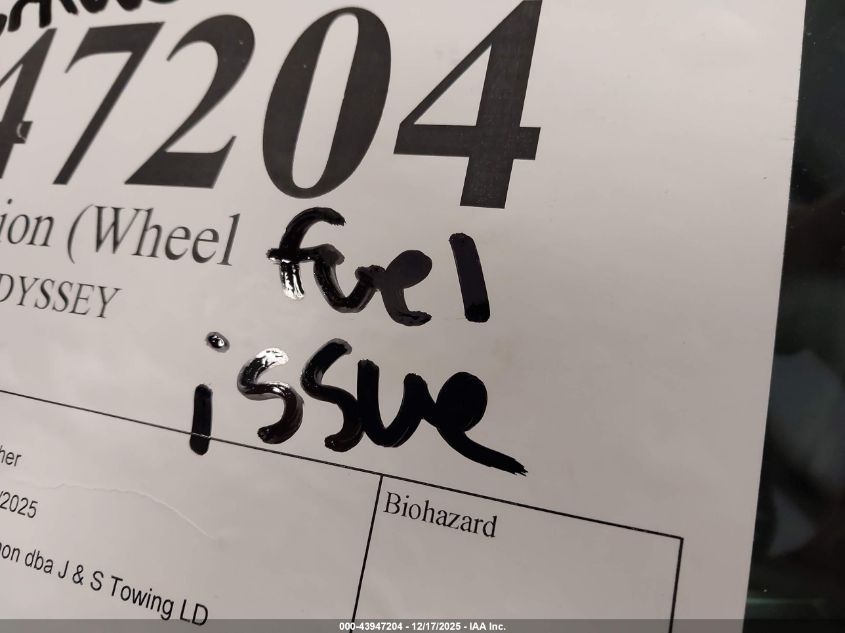 47204
ion (Wheel
fuel
DYSSEY
issue
her
/2025
Biohazard
on dba J & S Towing LD
000-43947204 - 12/17/2025 - IAA Inc.